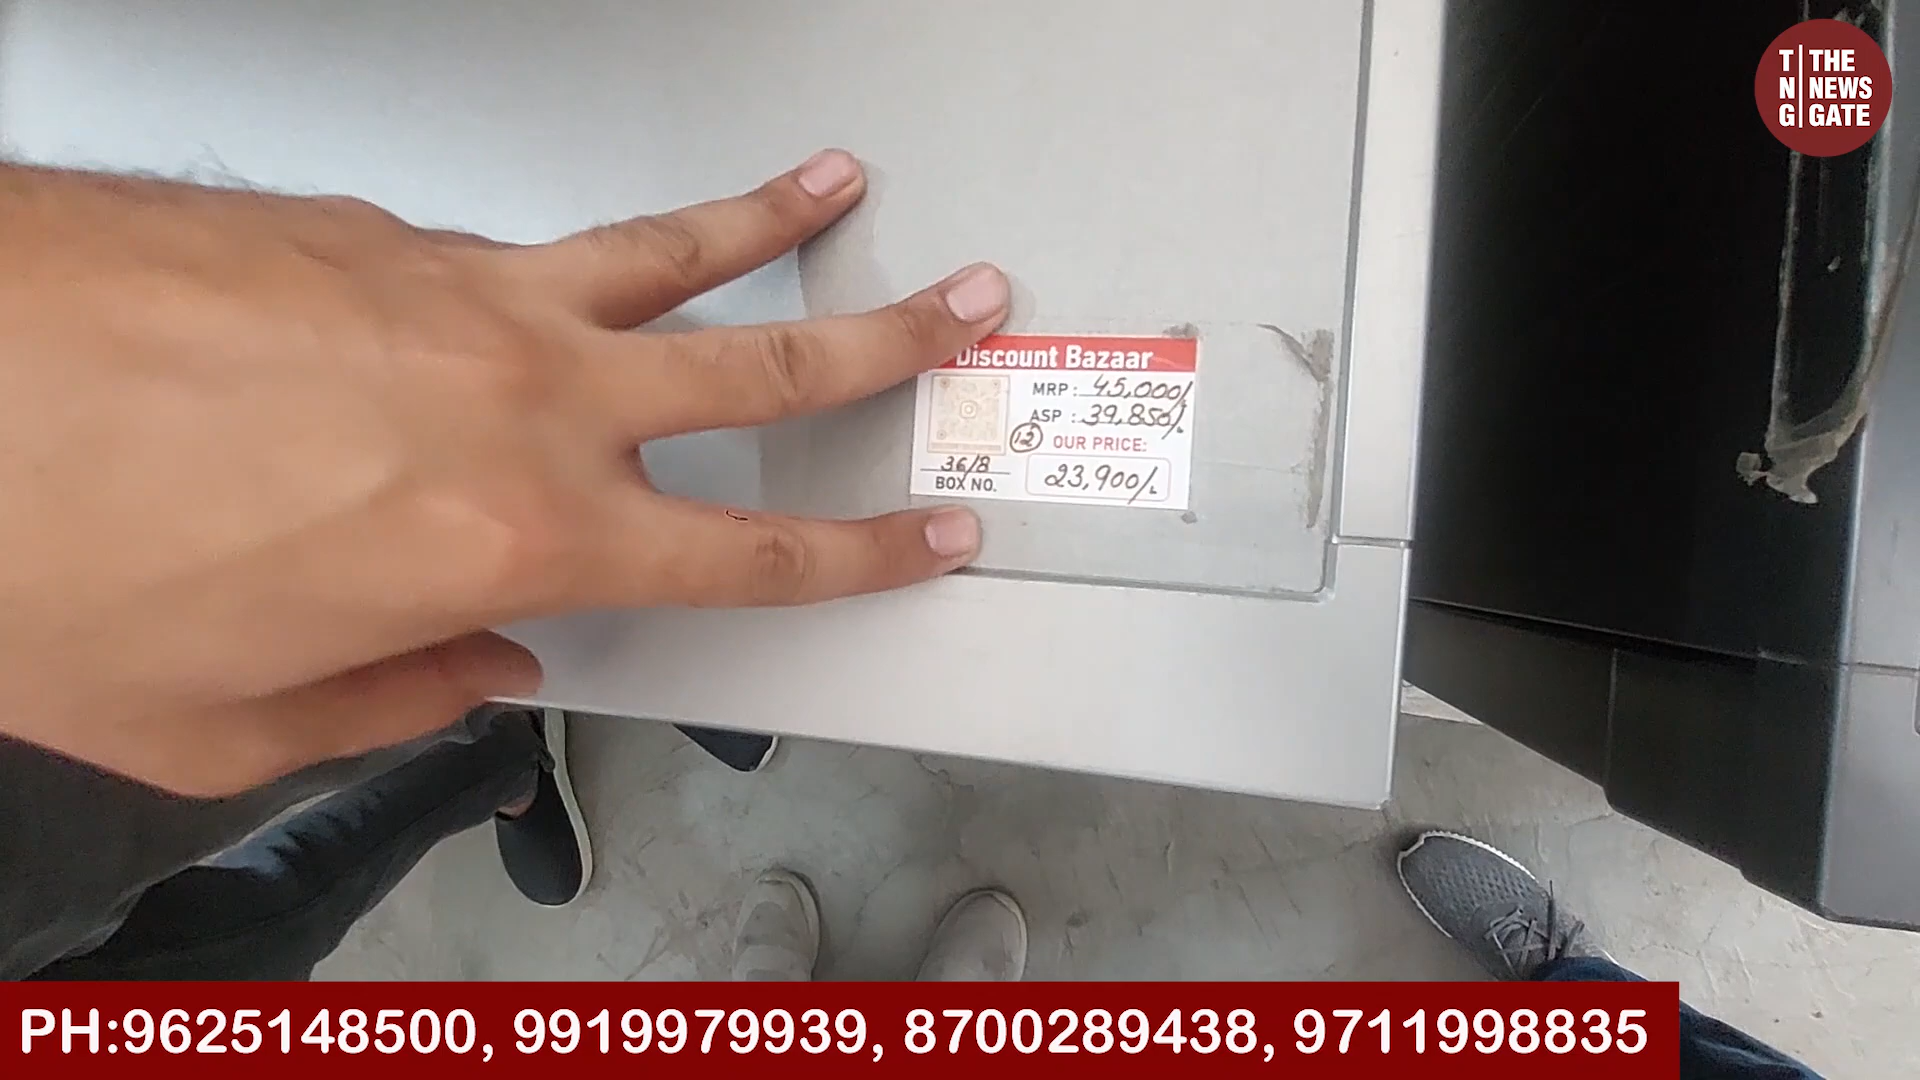 T THE
N NEWS
G GATE
Discount Bazaar
MRP : 45,000/-
ASP : 39,850/-
12 OUR PRICE:
36/8
BOX NO.
23,900/-
PH:9625148500, 9919979939, 8700289438, 9711998835